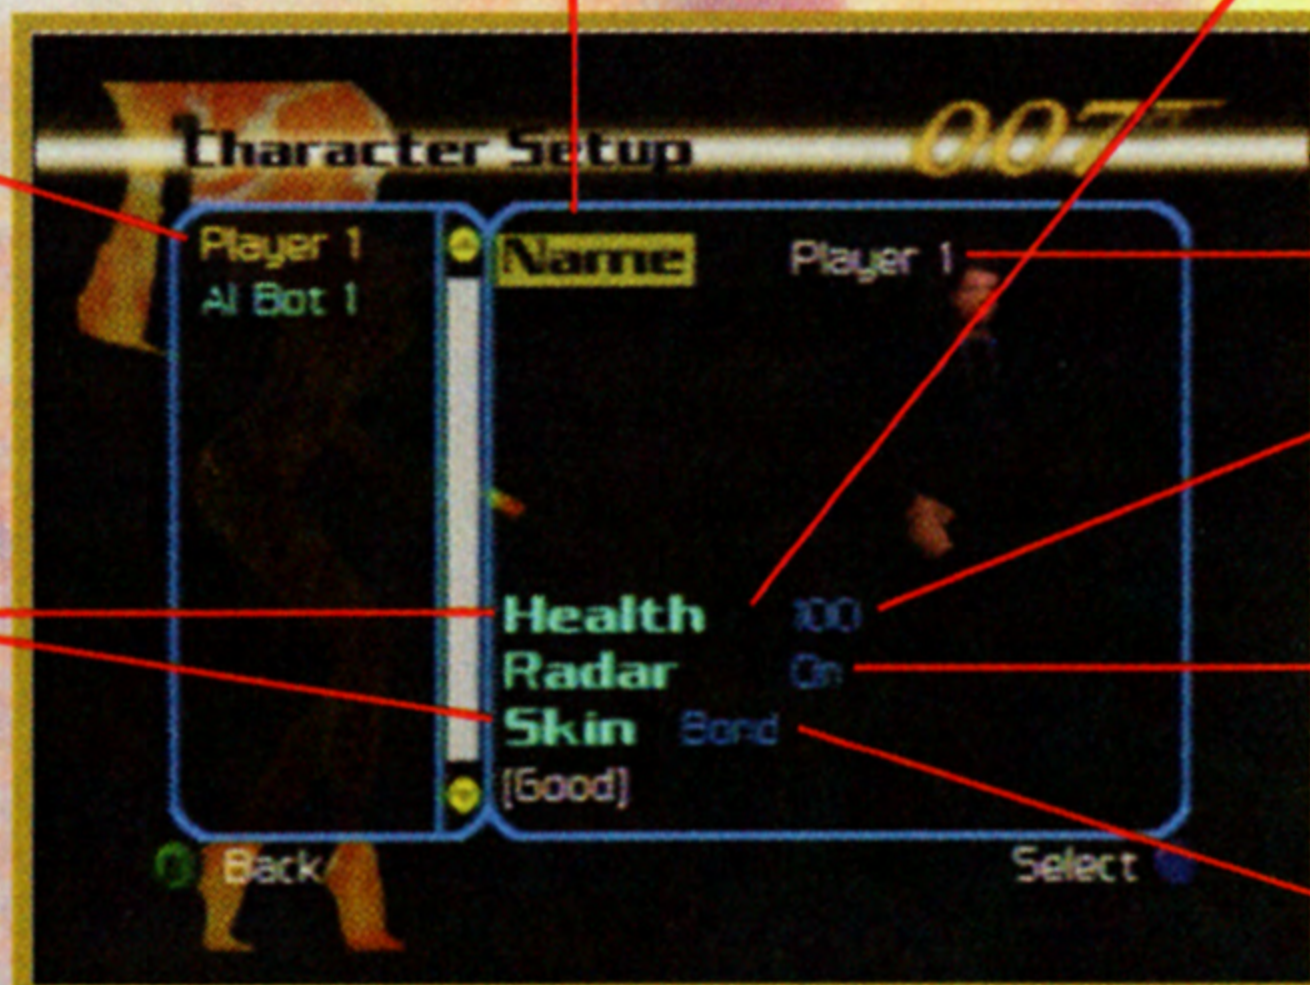 Character Setup
007
Player 1
AI Bot 1
Name Player 1
Health 100
Radar On
Skin Bond
(Good)
Back
Select